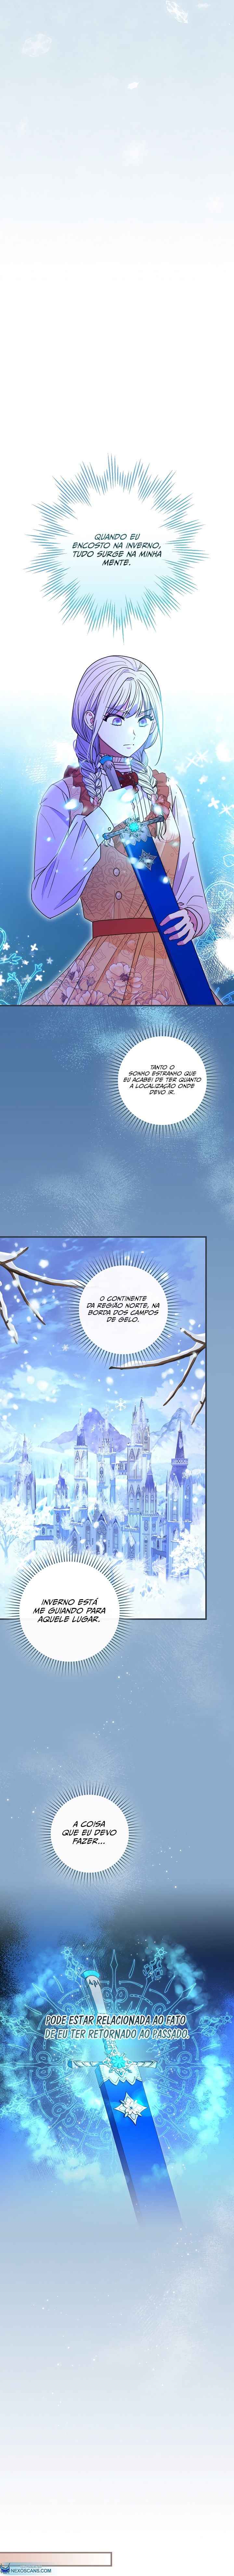 QUANDO EU
ENCOSTO NA INVERNO,
TUDO SURGE NA MINHA
MENTE.
TANTO O
SONHO ESTRANHO QUE
EU ACABEI DE TER QUANTO
A LOCALIZAÇÃO ONDE
DEVO IR.
O CONTINENTE
DA REGIÃO NORTE, NA
BORDA DOS CAMPOS
DE GELO.
INVERNO ESTÁ
ME GUIANDO PARA
AQUELE LUGAR.
A COISA
QUE EU DEVO
FAZER...
PODE ESTAR RELACIONADA AO FATO
DE EU TER RETORNADO AO PASSADO.
NEXOSCANS.COM